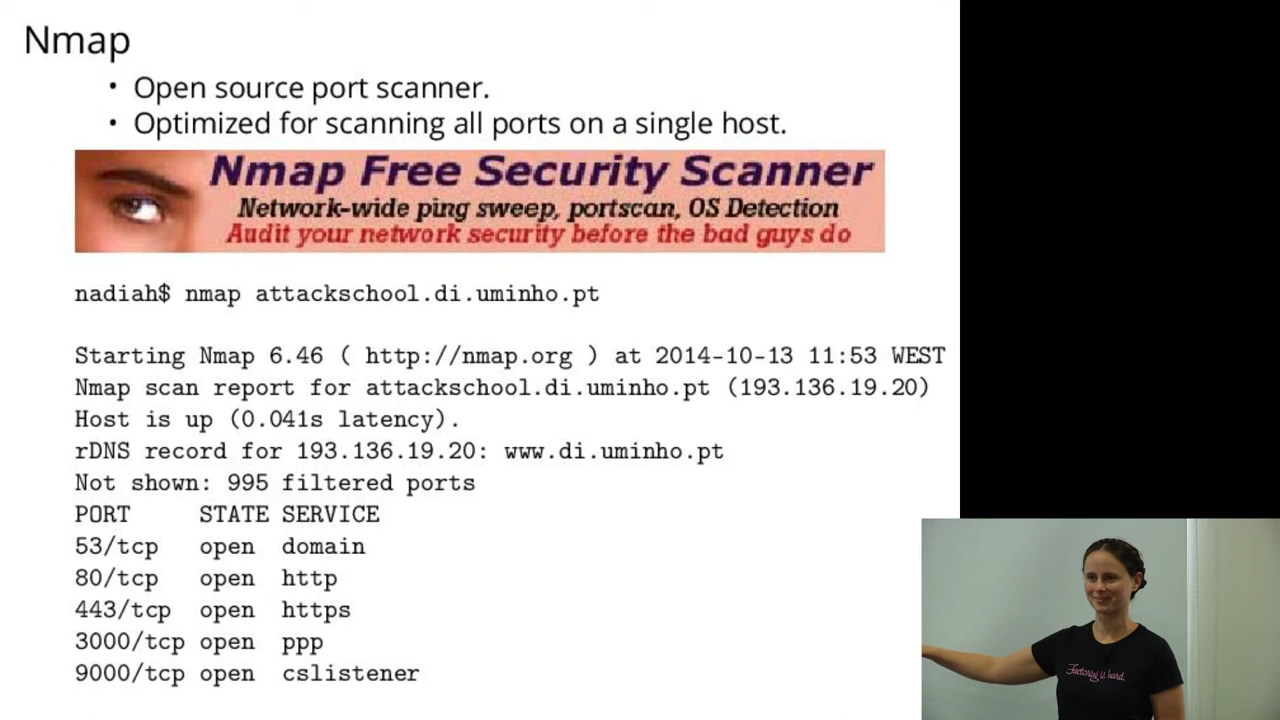 Nmap
• Open source port scanner.
• Optimized for scanning all ports on a single host.
Nmap Free Security Scanner
Network-wide ping sweep, portscan, OS Detection
Audit your network security before the bad guys do
nadiah$ nmap attackschool.di.uminho.pt
Starting Nmap 6.46 ( http://nmap.org ) at 2014-10-13 11:53 WEST
Nmap scan report for attackschool.di.uminho.pt (193.136.19.20)
Host is up (0.041s latency).
rDNS record for 193.136.19.20: www.di.uminho.pt
Not shown: 995 filtered ports
PORT STATE SERVICE
53/tcp open domain
80/tcp open http
443/tcp open https
3000/tcp open ppp
9000/tcp open cslistener
Factoring is hard.